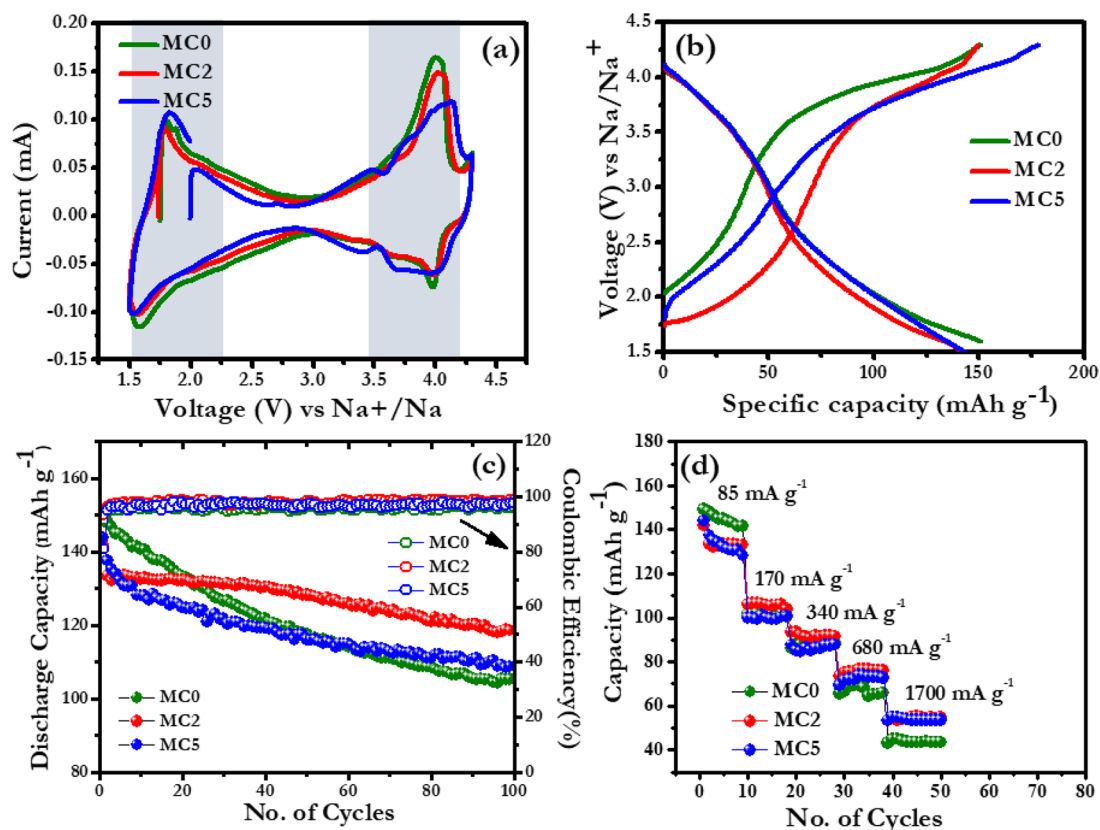 (a)
MC0
MC2
MC5
Current (mA)
0.20
0.15
0.10
0.05
0.00
-0.05
-0.10
-0.15
1.5 2.0 2.5 3.0 3.5 4.0 4.5
Voltage (V) vs Na+/Na
(b)
MC0
MC2
MC5
Voltage (V) vs Na/Na+
4.5
4.0
3.5
3.0
2.5
2.0
1.5
0 50 100 150 200
Specific capacity (mAh g-1)
(c)
MC0
MC2
MC5
MC0
MC2
MC5
Discharge Capacity (mAh g-1)
160
140
120
100
80
Coulombic Efficiency(%)
120
100
80
60
40
20
0
0 20 40 60 80 100
No. of Cycles
(d)
85 mA g-1
170 mA g-1
340 mA g-1
680 mA g-1
1700 mA g-1
MC0
MC2
MC5
Capacity (mAh g-1)
180
160
140
120
100
80
60
40
0 10 20 30 40 50 60 70 80
No. of Cycles